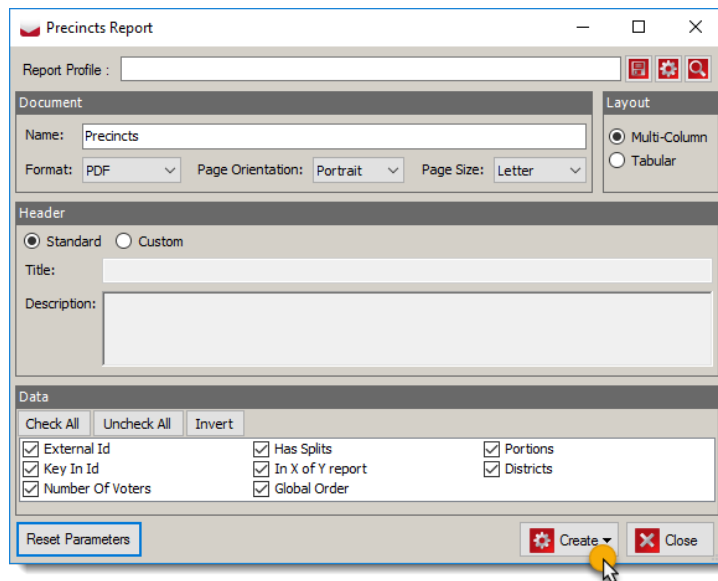 Precincts Report
Report Profile :
Document
Name: Precincts
Format: PDF Page Orientation: Portrait Page Size: Letter
Layout
Multi-Column
Tabular
Header
Standard Custom
Title:
Description:
Data
Check All Uncheck All Invert
External Id Has Splits Portions
Key In Id In X of Y report Districts
Number Of Voters Global Order
Reset Parameters Create Close